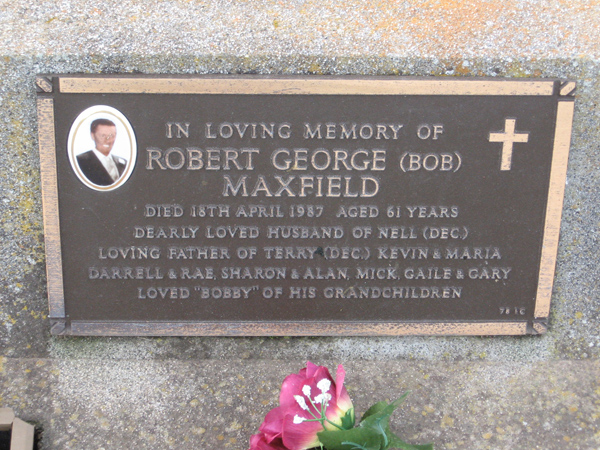 IN LOVING MEMORY OF
ROBERT GEORGE (BOB)
MAXFIELD
DIED 18TH APRIL 1987 AGED 61 YEARS
DEARLY LOVED HUSBAND OF NELL (DEC.)
LOVING FATHER OF TERRY (DEC.) KEVIN & MARIA
DARRELL & RAE, SHARON & ALAN, MICK, GAILE & GARY
LOVED "BOBBY" OF HIS GRANDCHILDREN
78 1C